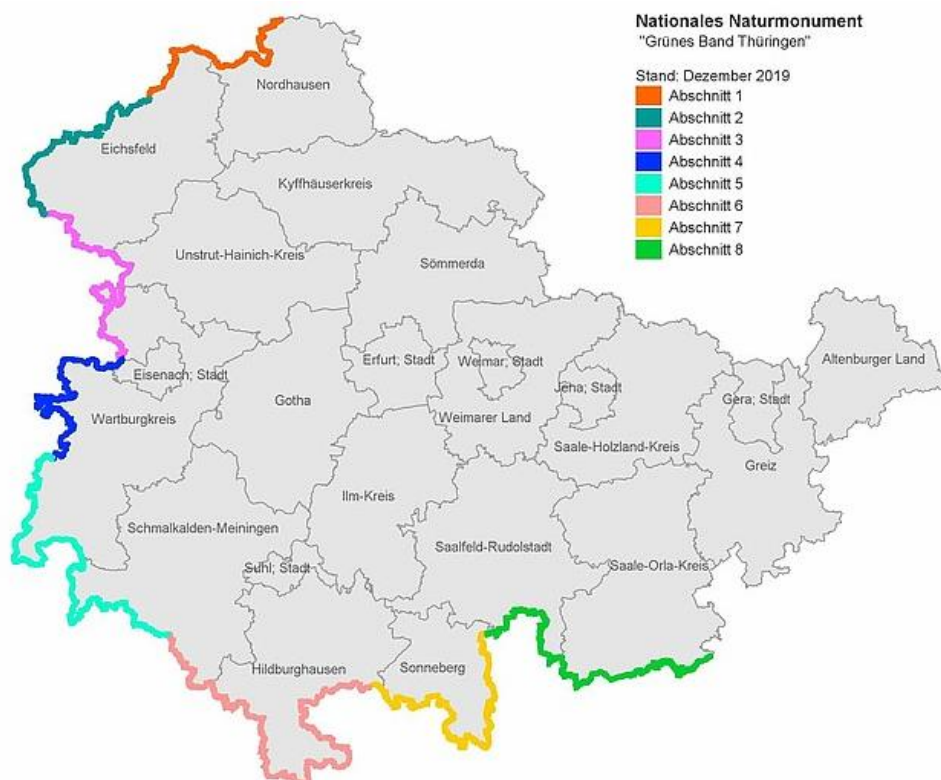 Nationales Naturmonument
"Grünes Band Thüringen"
Stand: Dezember 2019
Abschnitt 1
Abschnitt 2
Abschnitt 3
Abschnitt 4
Abschnitt 5
Abschnitt 6
Abschnitt 7
Abschnitt 8
Nordhausen
Eichsfeld
Kyffhäuserkreis
Unstrut-Hainich-Kreis
Sömmerda
Eisenach; Stadt
Erfurt; Stadt
Weimar; Stadt
Altenburger Land
Jena; Stadt
Gera; Stadt
Gotha
Wartburgkreis
Weimarer Land
Saale-Holzland-Kreis
Greiz
Ilm-Kreis
Schmalkalden-Meiningen
Saalfeld-Rudolstadt
Suhl; Stadt
Saale-Orla-Kreis
Hildburghausen
Sonneberg